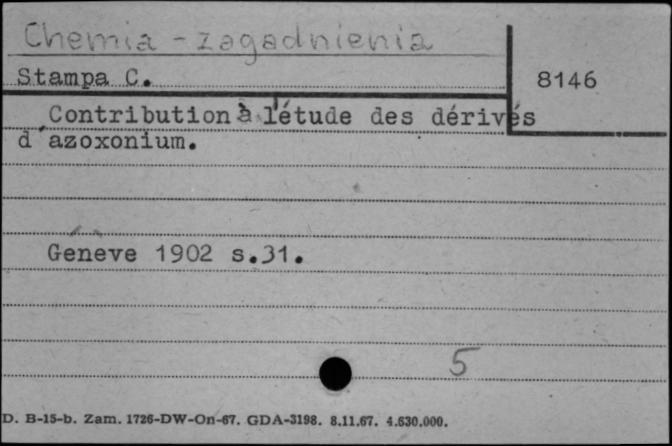 Chemia - zagadnienia
Stampa C.
8146
Contribution à l'étude des dérivés
d'azoxonium.
Genève 1902 s.31.
5
D. B-15-b. Zam. 1726-DW-On-67. GDA-3198. 8.11.67. 4.630.000.